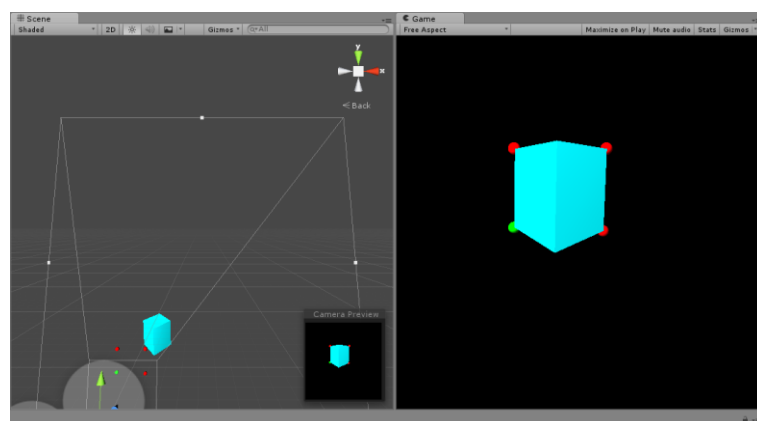 Scene
Shaded 2D Gizmos All
y
x
Back
Camera Preview
Game
Free Aspect Maximize on Play Mute audio Stats Gizmos